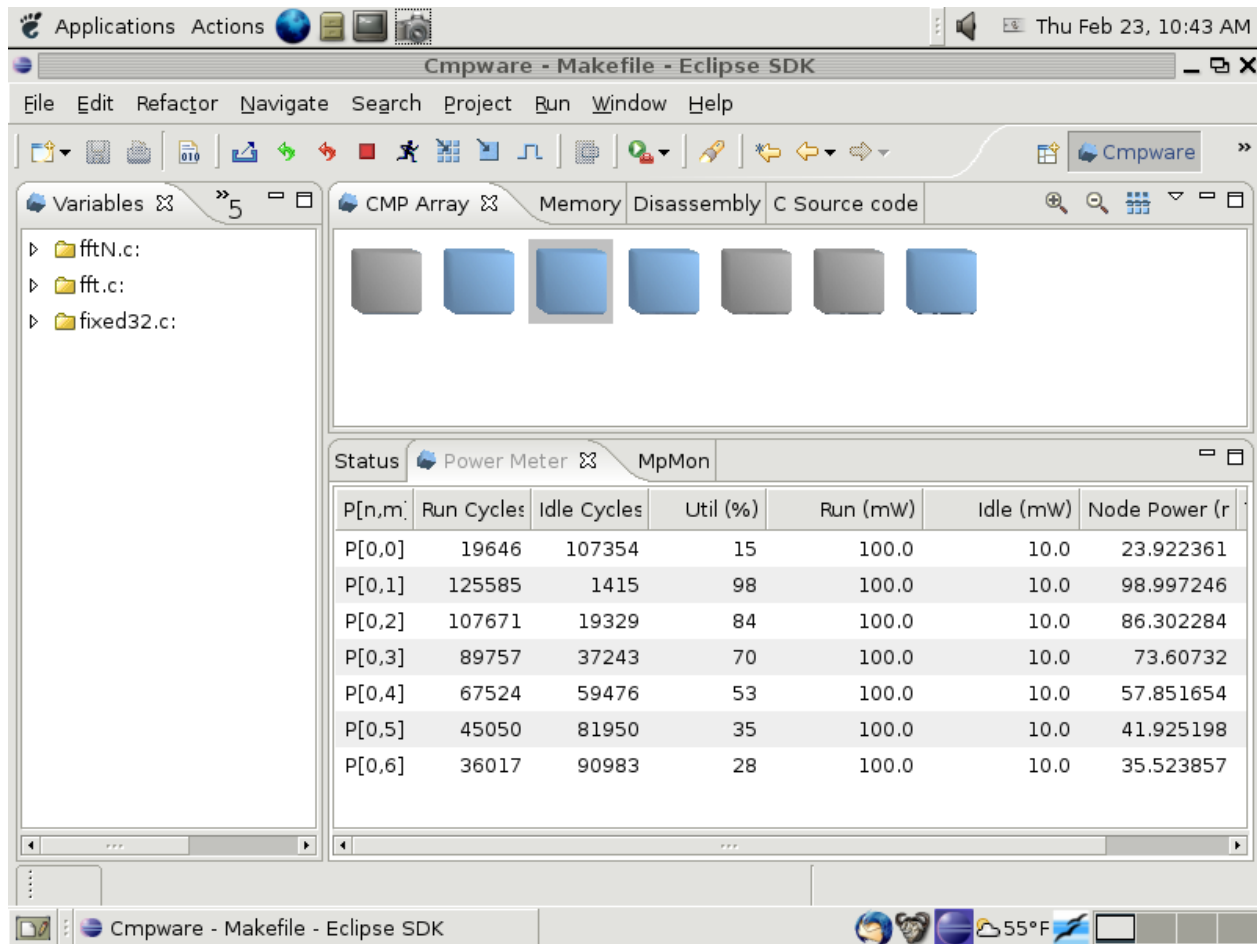 Applications Actions Thu Feb 23, 10:43 AM
Cmpware - Makefile - Eclipse SDK
File Edit Refactor Navigate Search Project Run Window Help
010 Cmpware »
Variables »5 CMP Array Memory Disassembly C Source code
fftN.c:
fft.c:
fixed32.c:
Status Power Meter MpMon
P[n,m] Run Cycles Idle Cycles Util (%) Run (mW) Idle (mW) Node Power (r
P[0,0] 19646 107354 15 100.0 10.0 23.922361
P[0,1] 125585 1415 98 100.0 10.0 98.997246
P[0,2] 107671 19329 84 100.0 10.0 86.302284
P[0,3] 89757 37243 70 100.0 10.0 73.60732
P[0,4] 67524 59476 53 100.0 10.0 57.851654
P[0,5] 45050 81950 35 100.0 10.0 41.925198
P[0,6] 36017 90983 28 100.0 10.0 35.523857
Cmpware - Makefile - Eclipse SDK 55°F